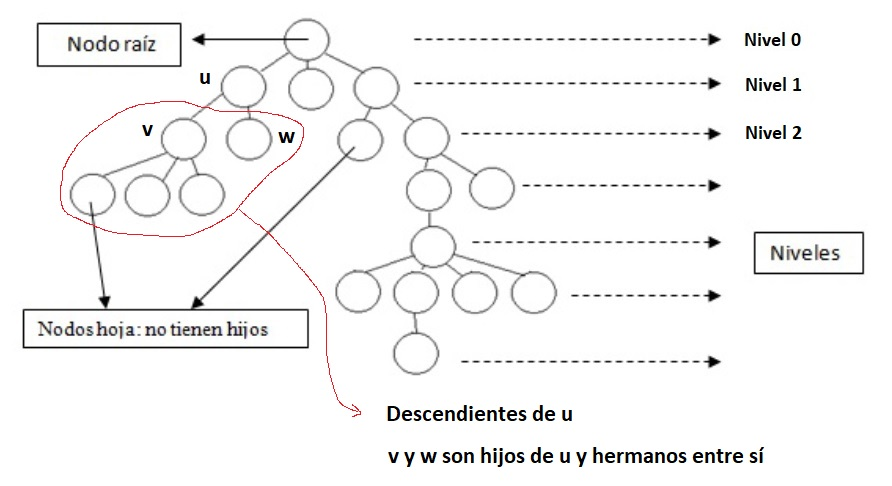 Nodo raíz
Nivel 0
u
Nivel 1
v
w
Nivel 2
Niveles
Nodos hoja: no tienen hijos
Descendientes de u
v y w son hijos de u y hermanos entre sí